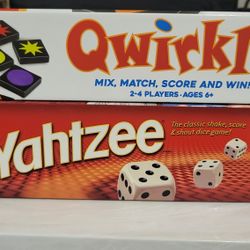 Qwirkl
MIX, MATCH, SCORE AND WIN!
2-4 PLAYERS · AGES 6+
Yahtzee
The classic shake, score
& shout dice game!